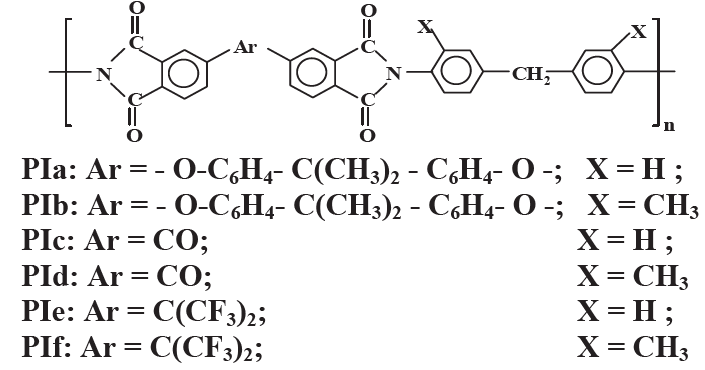 O O O O X X
C C C C
N Ar N CH₂
n
PIa: Ar = - O-C₆H₄- C(CH₃)₂ - C₆H₄- O -; X = H ;
PIb: Ar = - O-C₆H₄- C(CH₃)₂ - C₆H₄- O -; X = CH₃
PIc: Ar = CO; X = H ;
PId: Ar = CO; X = CH₃
PIe: Ar = C(CF₃)₂; X = H ;
PIf: Ar = C(CF₃)₂; X = CH₃